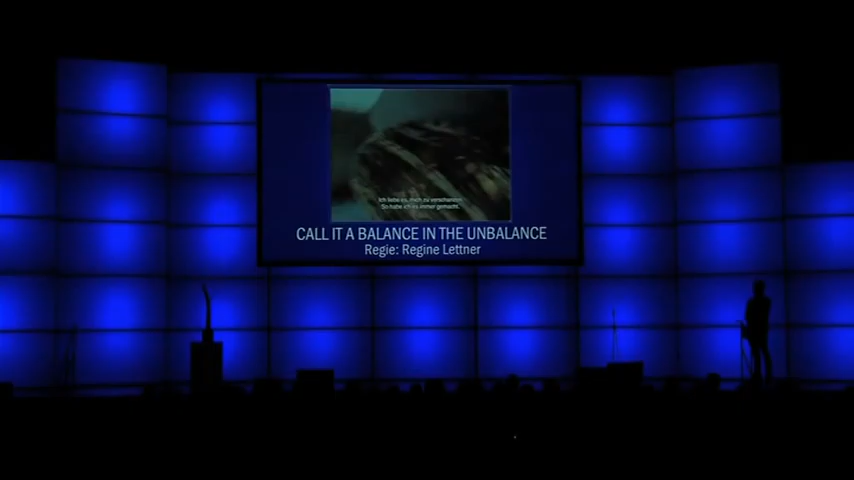 Ich liebe es, mich zu verschanzen.
So habe ich es immer gemacht.
CALL IT A BALANCE IN THE UNBALANCE
Regie: Regine Lettner